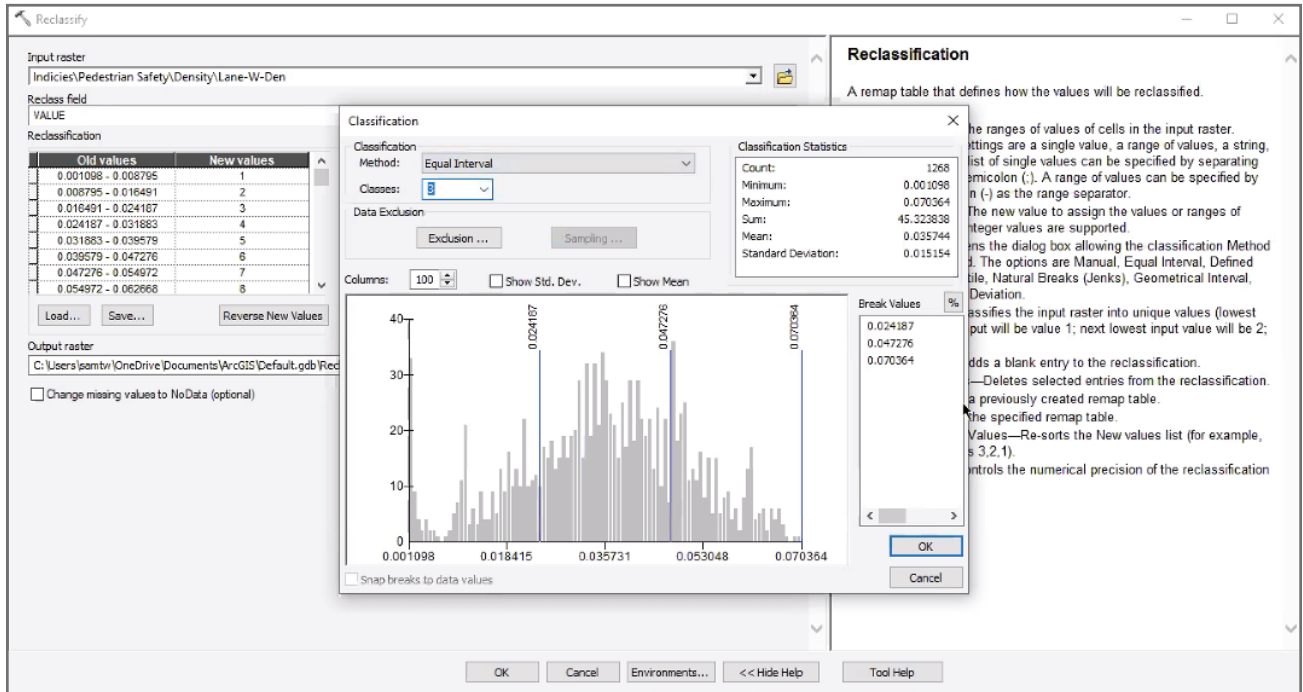 Reclassify
Input raster
Indicies\Pedestrian Safety\Density\Lane-W-Den
Reclass field
VALUE
Reclassification
Old values New values
0.001098 - 0.008795 1
0.008795 - 0.016491 2
0.016491 - 0.024187 3
0.024187 - 0.031883 4
0.031883 - 0.039579 5
0.039579 - 0.047276 6
0.047276 - 0.054972 7
0.054972 - 0.062668 8
Load... Save... Reverse New Values
Output raster
C:\Users\samtw\OneDrive\Documents\ArcGIS\Default.gdb\Rec
Change missing values to NoData (optional)
Classification
Classification
Method: Equal Interval
Classes: 3
Data Exclusion
Exclusion ... Sampling ...
Classification Statistics
Count: 1268
Minimum: 0.001098
Maximum: 0.070364
Sum: 45.323838
Mean: 0.035744
Standard Deviation: 0.015154
Columns: 100 Show Std. Dev. Show Mean
Break Values %
0.024187
0.047276
0.070364
0.024187
0.047276
0.070364
40
30
20
10
0
0.001098 0.018415 0.035731 0.053048 0.070364
Snap breaks to data values
OK
Cancel
Reclassification
A remap table that defines how the values will be reclassified.
he ranges of values of cells in the input raster.
ttings are a single value, a range of values, a string,
list of single values can be specified by separating
emicolon (;). A range of values can be specified by
n (-) as the range separator.
The new value to assign the values or ranges of
nteger values are supported.
ens the dialog box allowing the classification Method
. The options are Manual, Equal Interval, Defined
tile, Natural Breaks (Jenks), Geometrical Interval,
Deviation.
assifies the input raster into unique values (lowest
put will be value 1; next lowest input value will be 2;
dds a blank entry to the reclassification.
s—Deletes selected entries from the reclassification.
a previously created remap table.
the specified remap table.
Values—Re-sorts the New values list (for example,
s 3,2,1).
ontrols the numerical precision of the reclassification
OK Cancel Environments... << Hide Help Tool Help